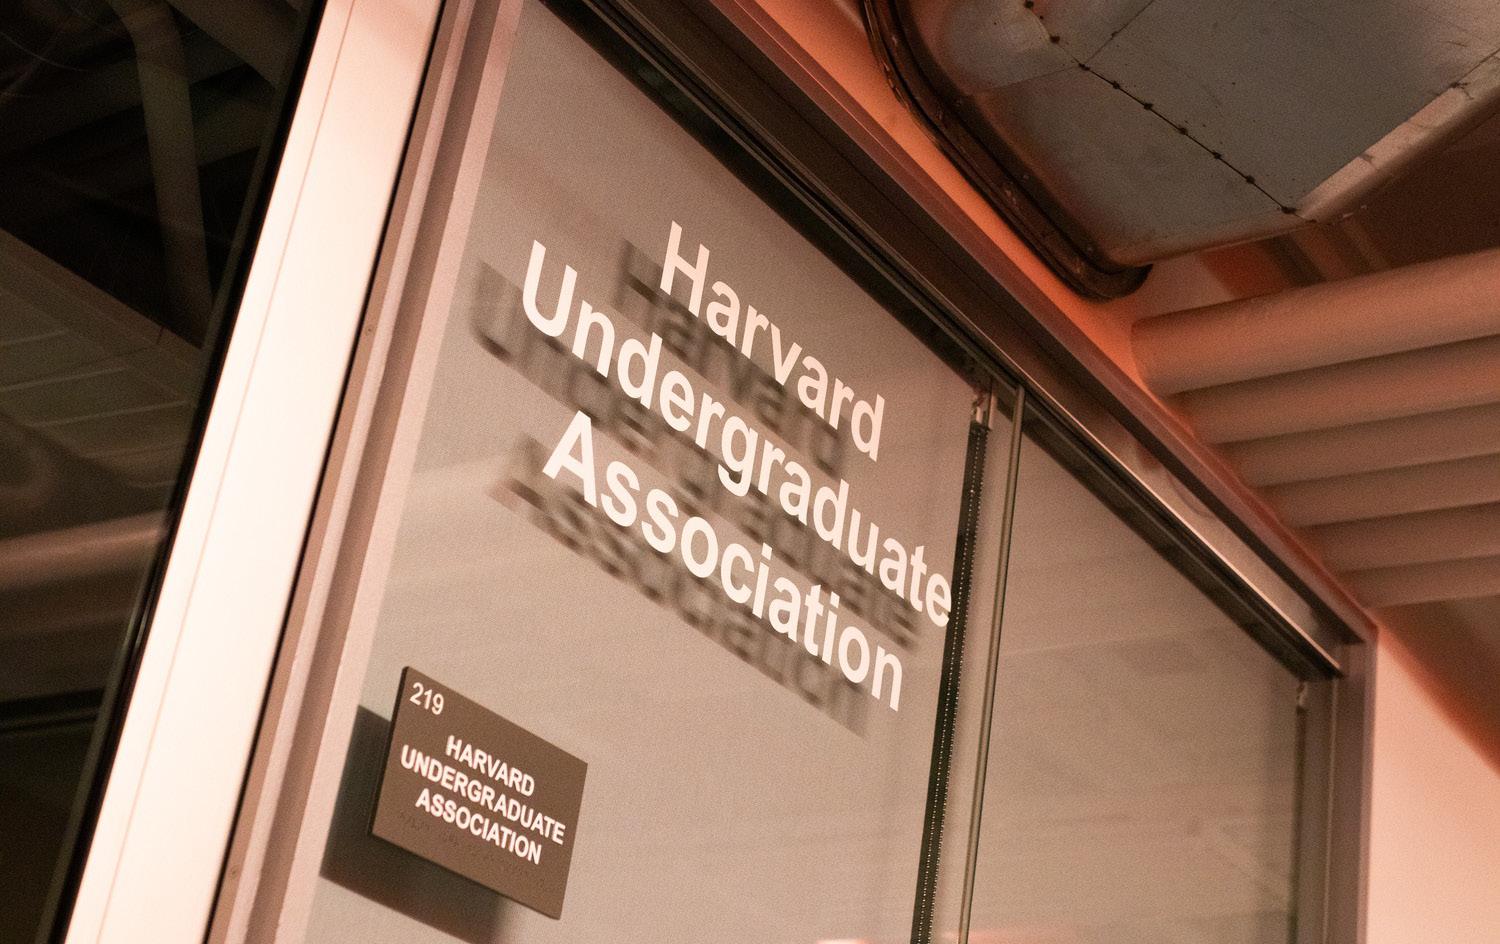 Harvard
Undergraduate
Association
219
HARVARD
UNDERGRADUATE
ASSOCIATION